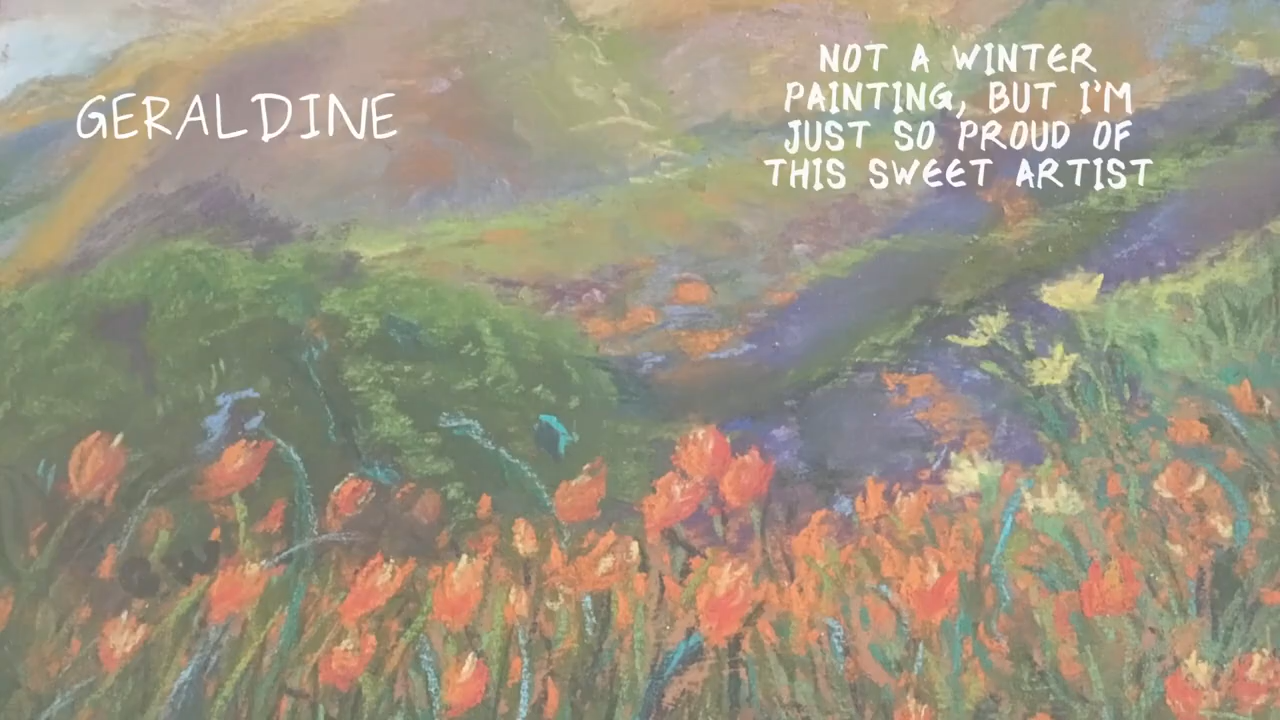 GERALDINE
NOT A WINTER
PAINTING, BUT I'M
JUST SO PROUD OF
THIS SWEET ARTIST